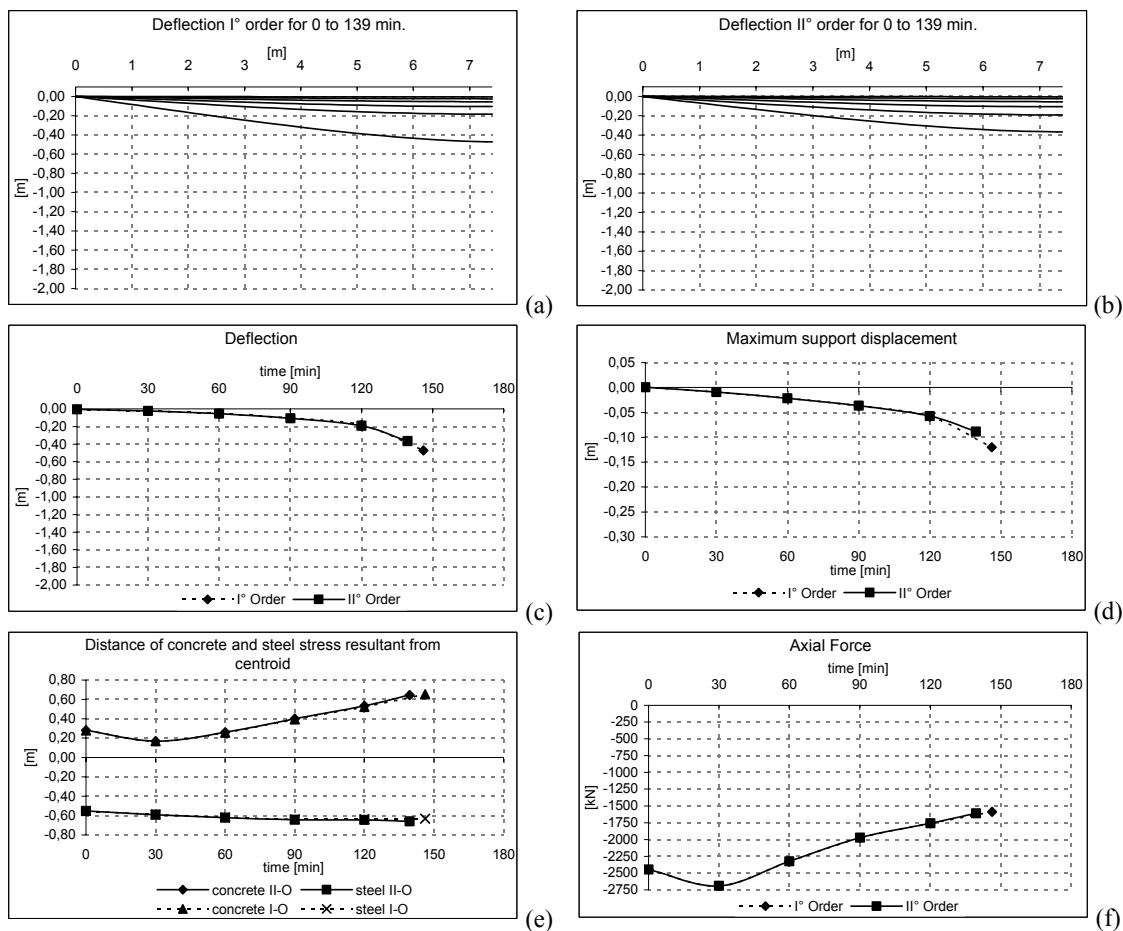 Deflection I° order for 0 to 139 min.
[m]
0 1 2 3 4 5 6 7
0,00
-0,20
-0,40
-0,60
-0,80
-1,00
-1,20
-1,40
-1,60
-1,80
-2,00
[m]
(a)
Deflection II° order for 0 to 139 min.
[m]
0 1 2 3 4 5 6 7
0,00
-0,20
-0,40
-0,60
-0,80
-1,00
-1,20
-1,40
-1,60
-1,80
-2,00
[m]
(b)
Deflection
time [min]
0 30 60 90 120 150 180
0,00
-0,20
-0,40
-0,60
-0,80
-1,00
-1,20
-1,40
-1,60
-1,80
-2,00
[m]
I° Order II° Order
(c)
Maximum support displacement
0,05
0,00
-0,05
-0,10
-0,15
-0,20
-0,25
-0,30
[m]
0 30 60 90 120 150 180
time [min]
I° Order II° Order
(d)
Distance of concrete and steel stress resultant from
centroid
0,80
0,60
0,40
0,20
0,00
-0,20
-0,40
-0,60
-0,80
[m]
0 30 60 90 120 150 180
time [min]
concrete II-O steel II-O
concrete I-O steel I-O
(e)
Axial Force
time [min]
0 30 60 90 120 150 180
0
-250
-500
-750
-1000
-1250
-1500
-1750
-2000
-2250
-2500
-2750
[kN]
I° Order II° Order
(f)